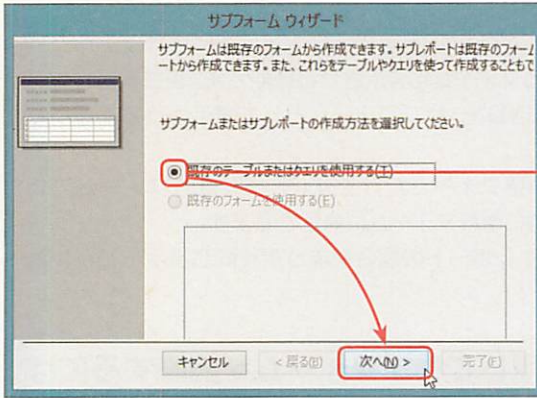 サブフォーム ウィザード
サブフォームは既存のフォームから作成できます。サブレポートは既存のフォーム
ートから作成できます。また、これらをテーブルやクエリを使って作成することもで
サブフォームまたはサブレポートの作成方法を選択してください。
既存のテーブルまたはクエリを使用する(T)
既存のフォームを使用する(E)
キャンセル
< 戻る(B)
次へ(N) >
完了(F)